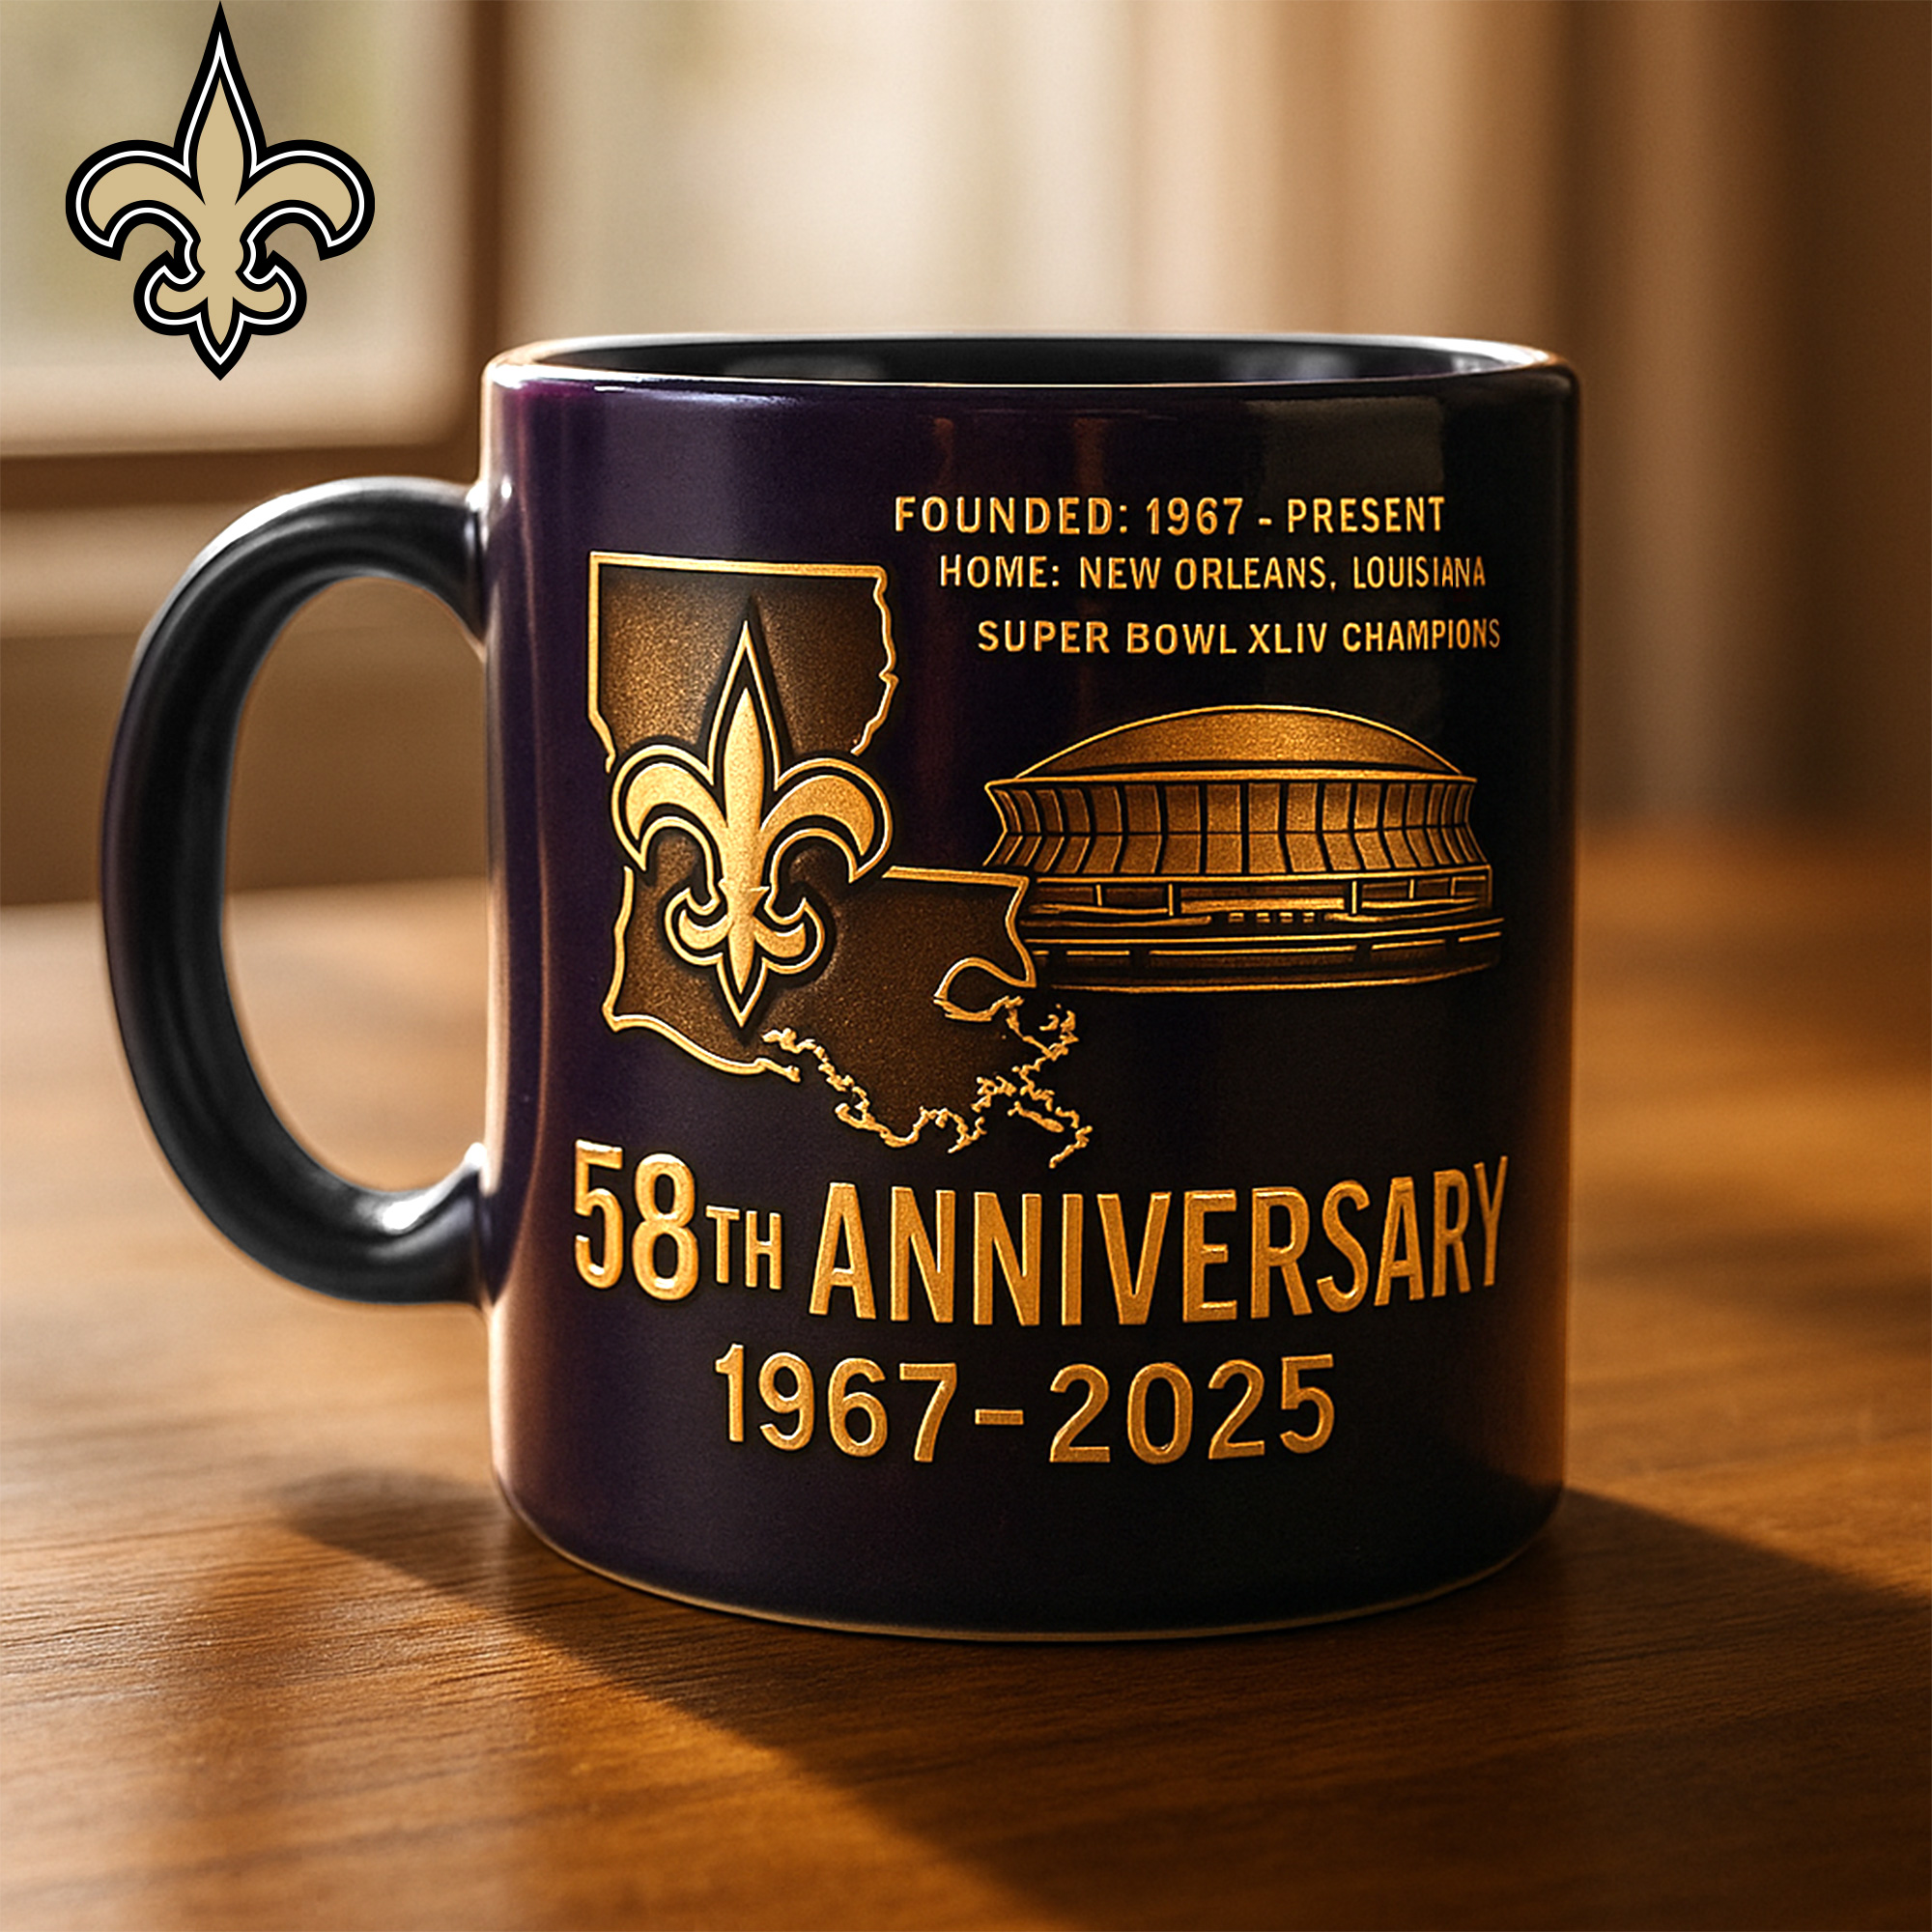 FOUNDED: 1967 - PRESENT
HOME: NEW ORLEANS, LOUISIANA
SUPER BOWL XLIV CHAMPIONS
58TH ANNIVERSARY
1967-2025